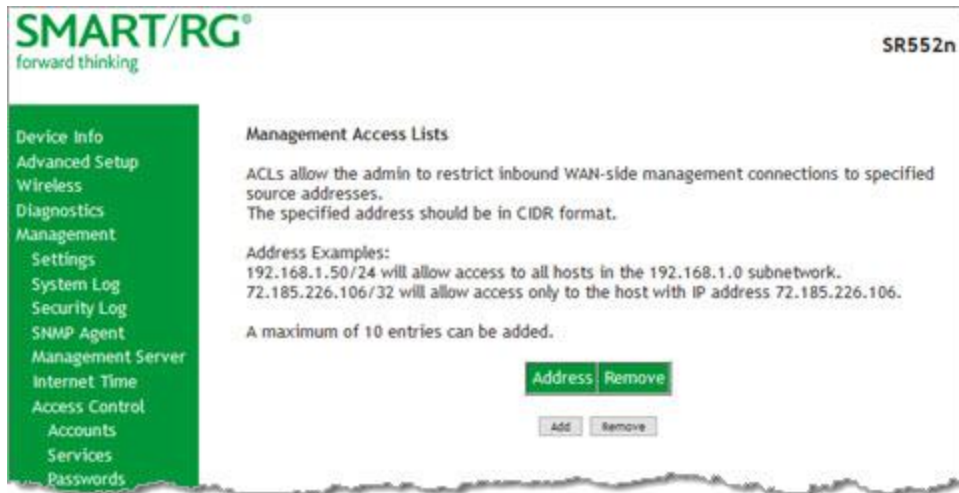 SMART/RG®
forward thinking
SR552n
Device Info
Advanced Setup
Wireless
Diagnostics
Management
Settings
System Log
Security Log
SNMP Agent
Management Server
Internet Time
Access Control
Accounts
Services
Passwords
Management Access Lists
ACLs allow the admin to restrict inbound WAN-side management connections to specified
source addresses.
The specified address should be in CIDR format.
Address Examples:
192.168.1.50/24 will allow access to all hosts in the 192.168.1.0 subnetwork.
72.185.226.106/32 will allow access only to the host with IP address 72.185.226.106.
A maximum of 10 entries can be added.
Address Remove
Add Remove